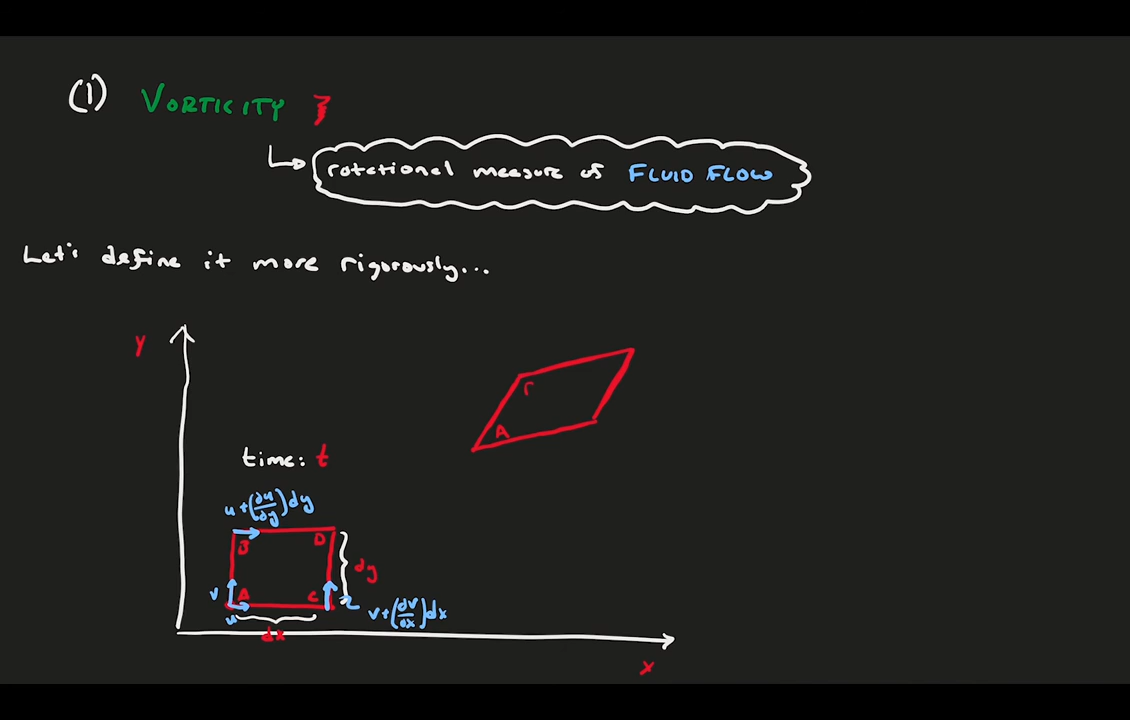 (1) VORTICITY ξ
rotational measure of FLUID FLOW
Let's define it more rigorously...
y
A
time: t
u+(∂u/∂y)dy
B D
dy
v A C
v+(∂v/∂x)dx
u
dx
x